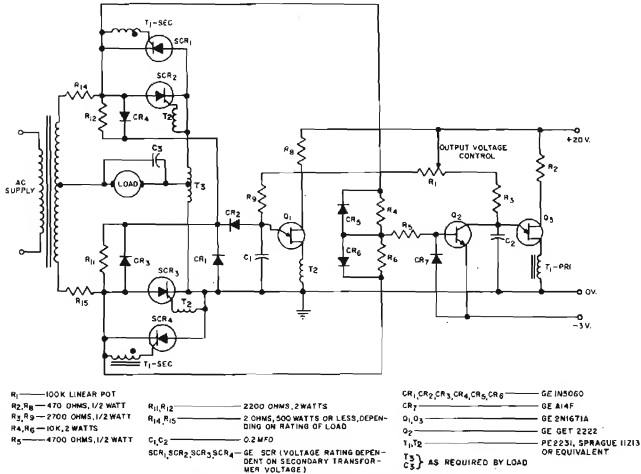 T1-SEC
SCR1
R14
SCR2
R12
CR4
T2
R8
+20V.
OUTPUT VOLTAGE
CONTROL
R1
R2
C3
AC
SUPPLY
LOAD
T3
R9
CR5
R4
R3
CR2
Q1
R5
Q2
Q3
R11
CR3
CR1
C1
CR6
R6
CR7
C2
SCR3
T2
T2
T1-PRI
R15
0V.
SCR4
-3V.
T1-SEC
R1 100K LINEAR POT
R2,R8 470 OHMS, 1/2 WATT
R3,R9 2700 OHMS, 1/2 WATT
R4,R6 10K, 2 WATTS
R5 4700 OHMS, 1/2 WATT
R11,R12 2200 OHMS, 2 WATTS
R14,R15 2 OHMS, 500 WATTS OR LESS, DEPEN-
DING ON RATING OF LOAD
C1,C2 0.2 MFD
SCR1,SCR2,SCR3,SCR4 GE SCR (VOLTAGE RATING DEPEN-
DENT ON SECONDARY TRANSFOR-
MER VOLTAGE)
CR1,CR2,CR3,CR4,CR5,CR6 GE IN5060
CR7 GE A14F
Q1,Q3 GE 2N1671A
Q2 GE GET 2222
T1,T2 PE2231, SPRAGUE 11Z13
OR EQUIVALENT
T3
C3 } AS REQUIRED BY LOAD